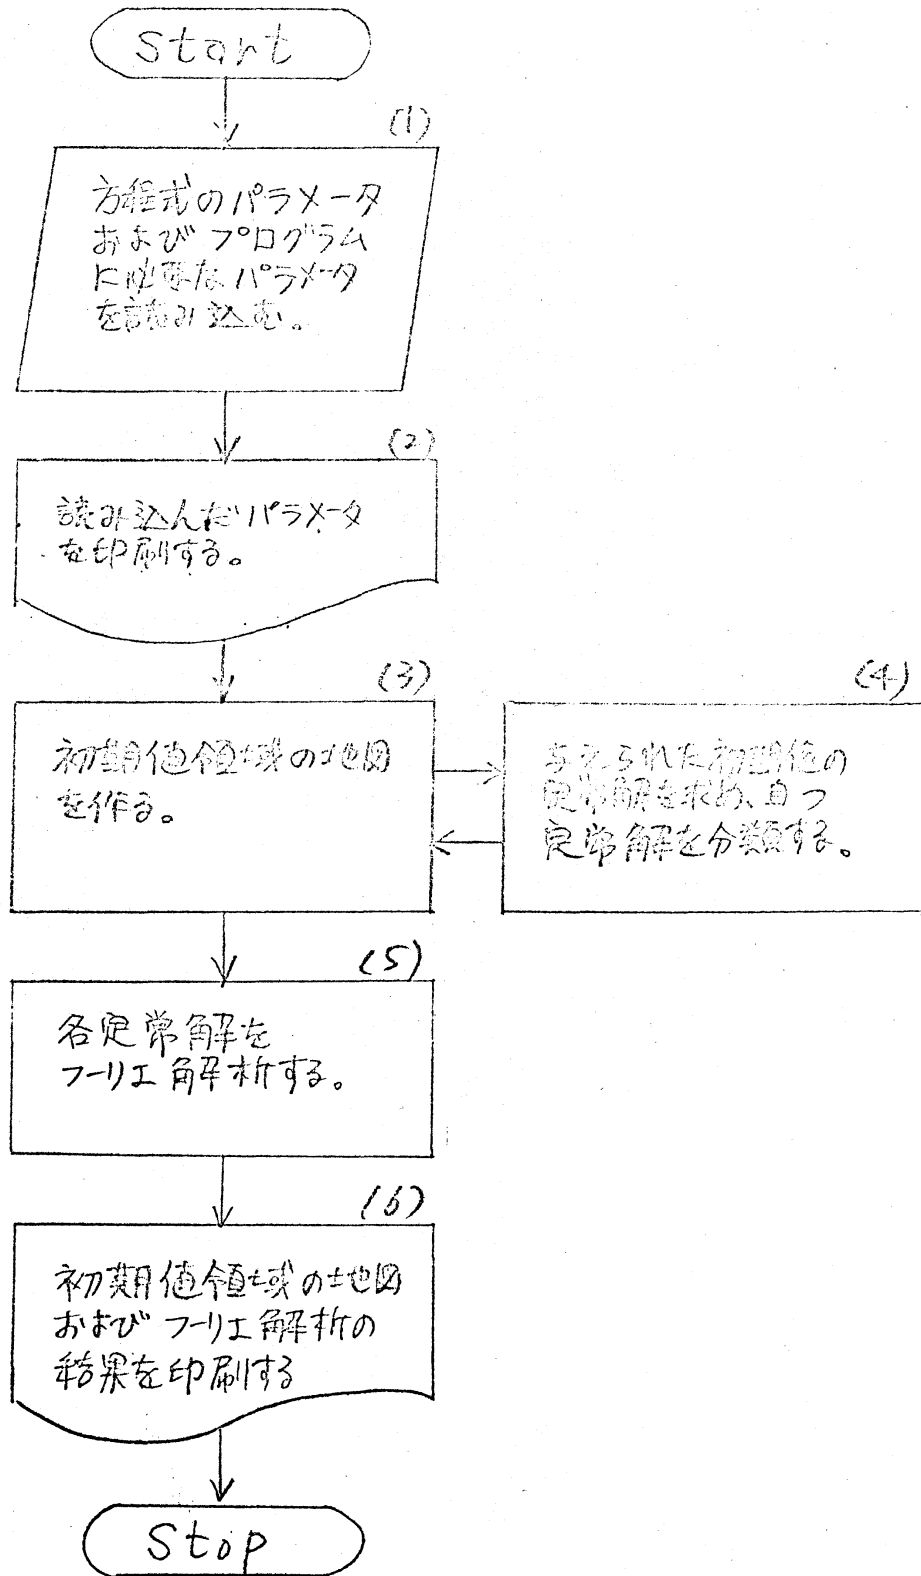 Start
(1)
方程式のパラメータ
および プログラム
に必要な パラメータ
を読み込む。
(2)
読み込んだパラメータ
を印刷する。
(3)
初期値領域の地図
を作る。
(4)
与えられた初期値の
定常解を求め、且つ
定常解を分類する。
(5)
各定常解を
フーリエ解析する。
(6)
初期値領域の地図
および フーリエ解析の
結果を印刷する
Stop